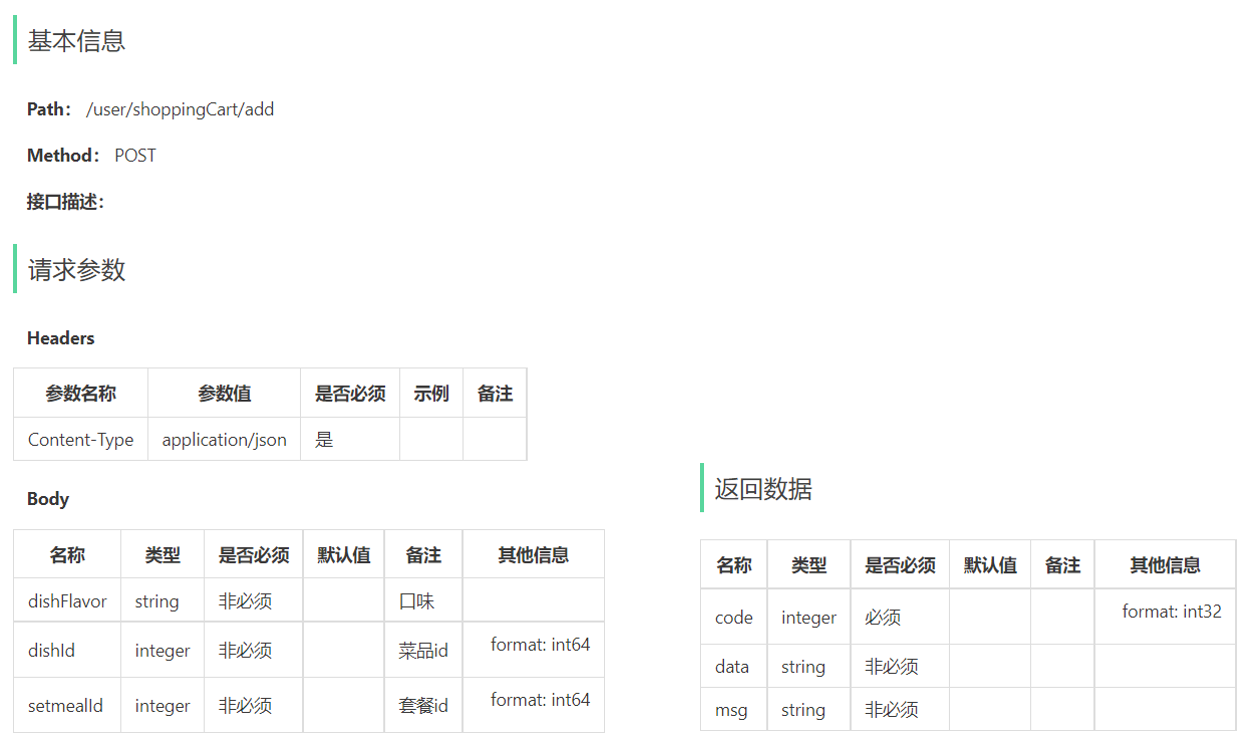 基本信息
Path： /user/shoppingCart/add
Method： POST
接口描述：
请求参数
Headers
参数名称 参数值 是否必须 示例 备注
Content-Type application/json 是
Body
名称 类型 是否必须 默认值 备注 其他信息
dishFlavor string 非必须 口味
dishId integer 非必须 菜品id format: int64
setmealId integer 非必须 套餐id format: int64
返回数据
名称 类型 是否必须 默认值 备注 其他信息
code integer 必须 format: int32
data string 非必须
msg string 非必须